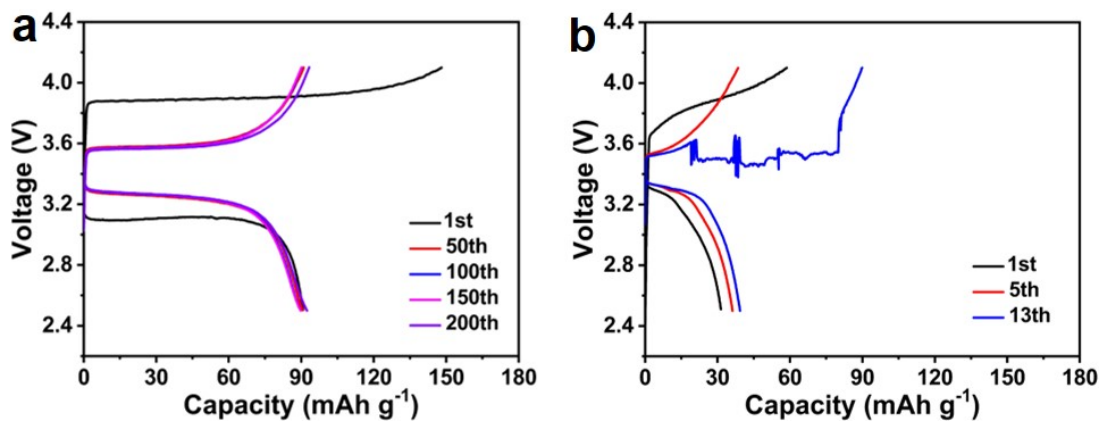 a
4.4
4.0
3.6
3.2
2.8
2.4
Voltage (V)
0 30 60 90 120 150 180
Capacity (mAh g⁻¹)
1st
50th
100th
150th
200th
b
4.4
4.0
3.6
3.2
2.8
2.4
Voltage (V)
0 30 60 90 120 150 180
Capacity (mAh g⁻¹)
1st
5th
13th